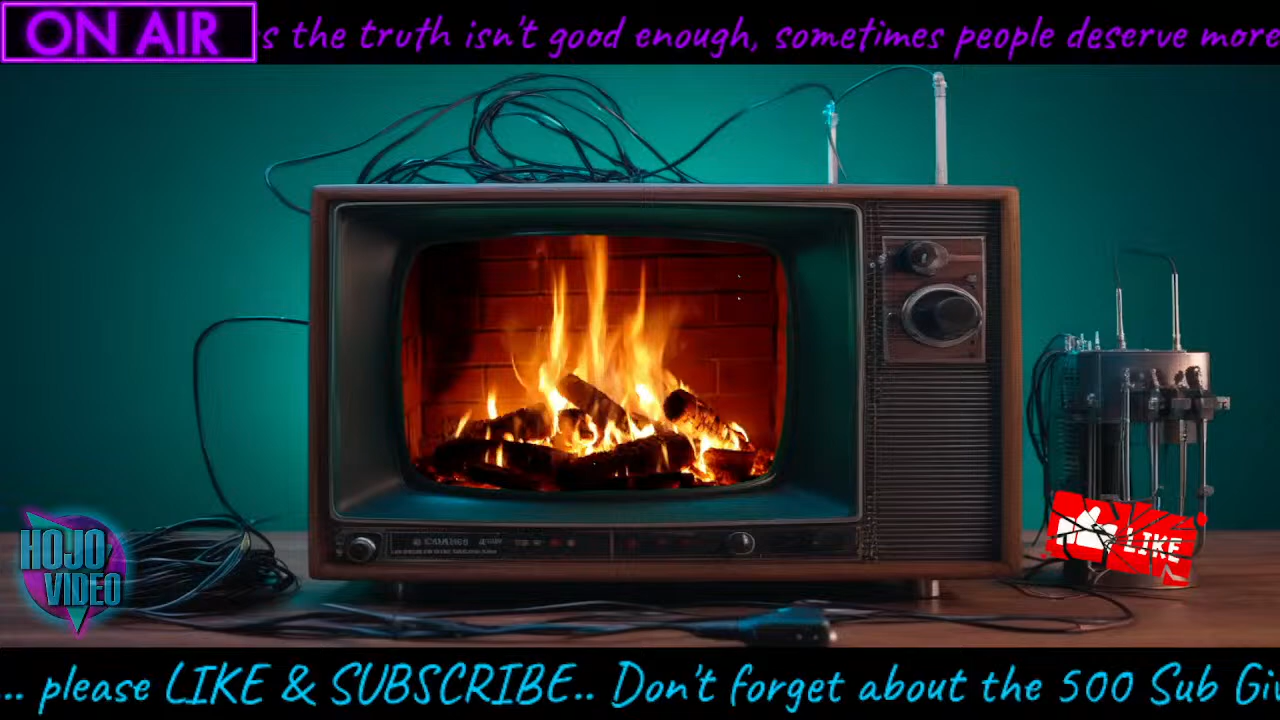 ON AIR
s the truth isn't good enough, sometimes people deserve more
HOJO
VIDEO
LIKE
... please LIKE & SUBSCRIBE.. Don't forget about the 500 Sub Giv